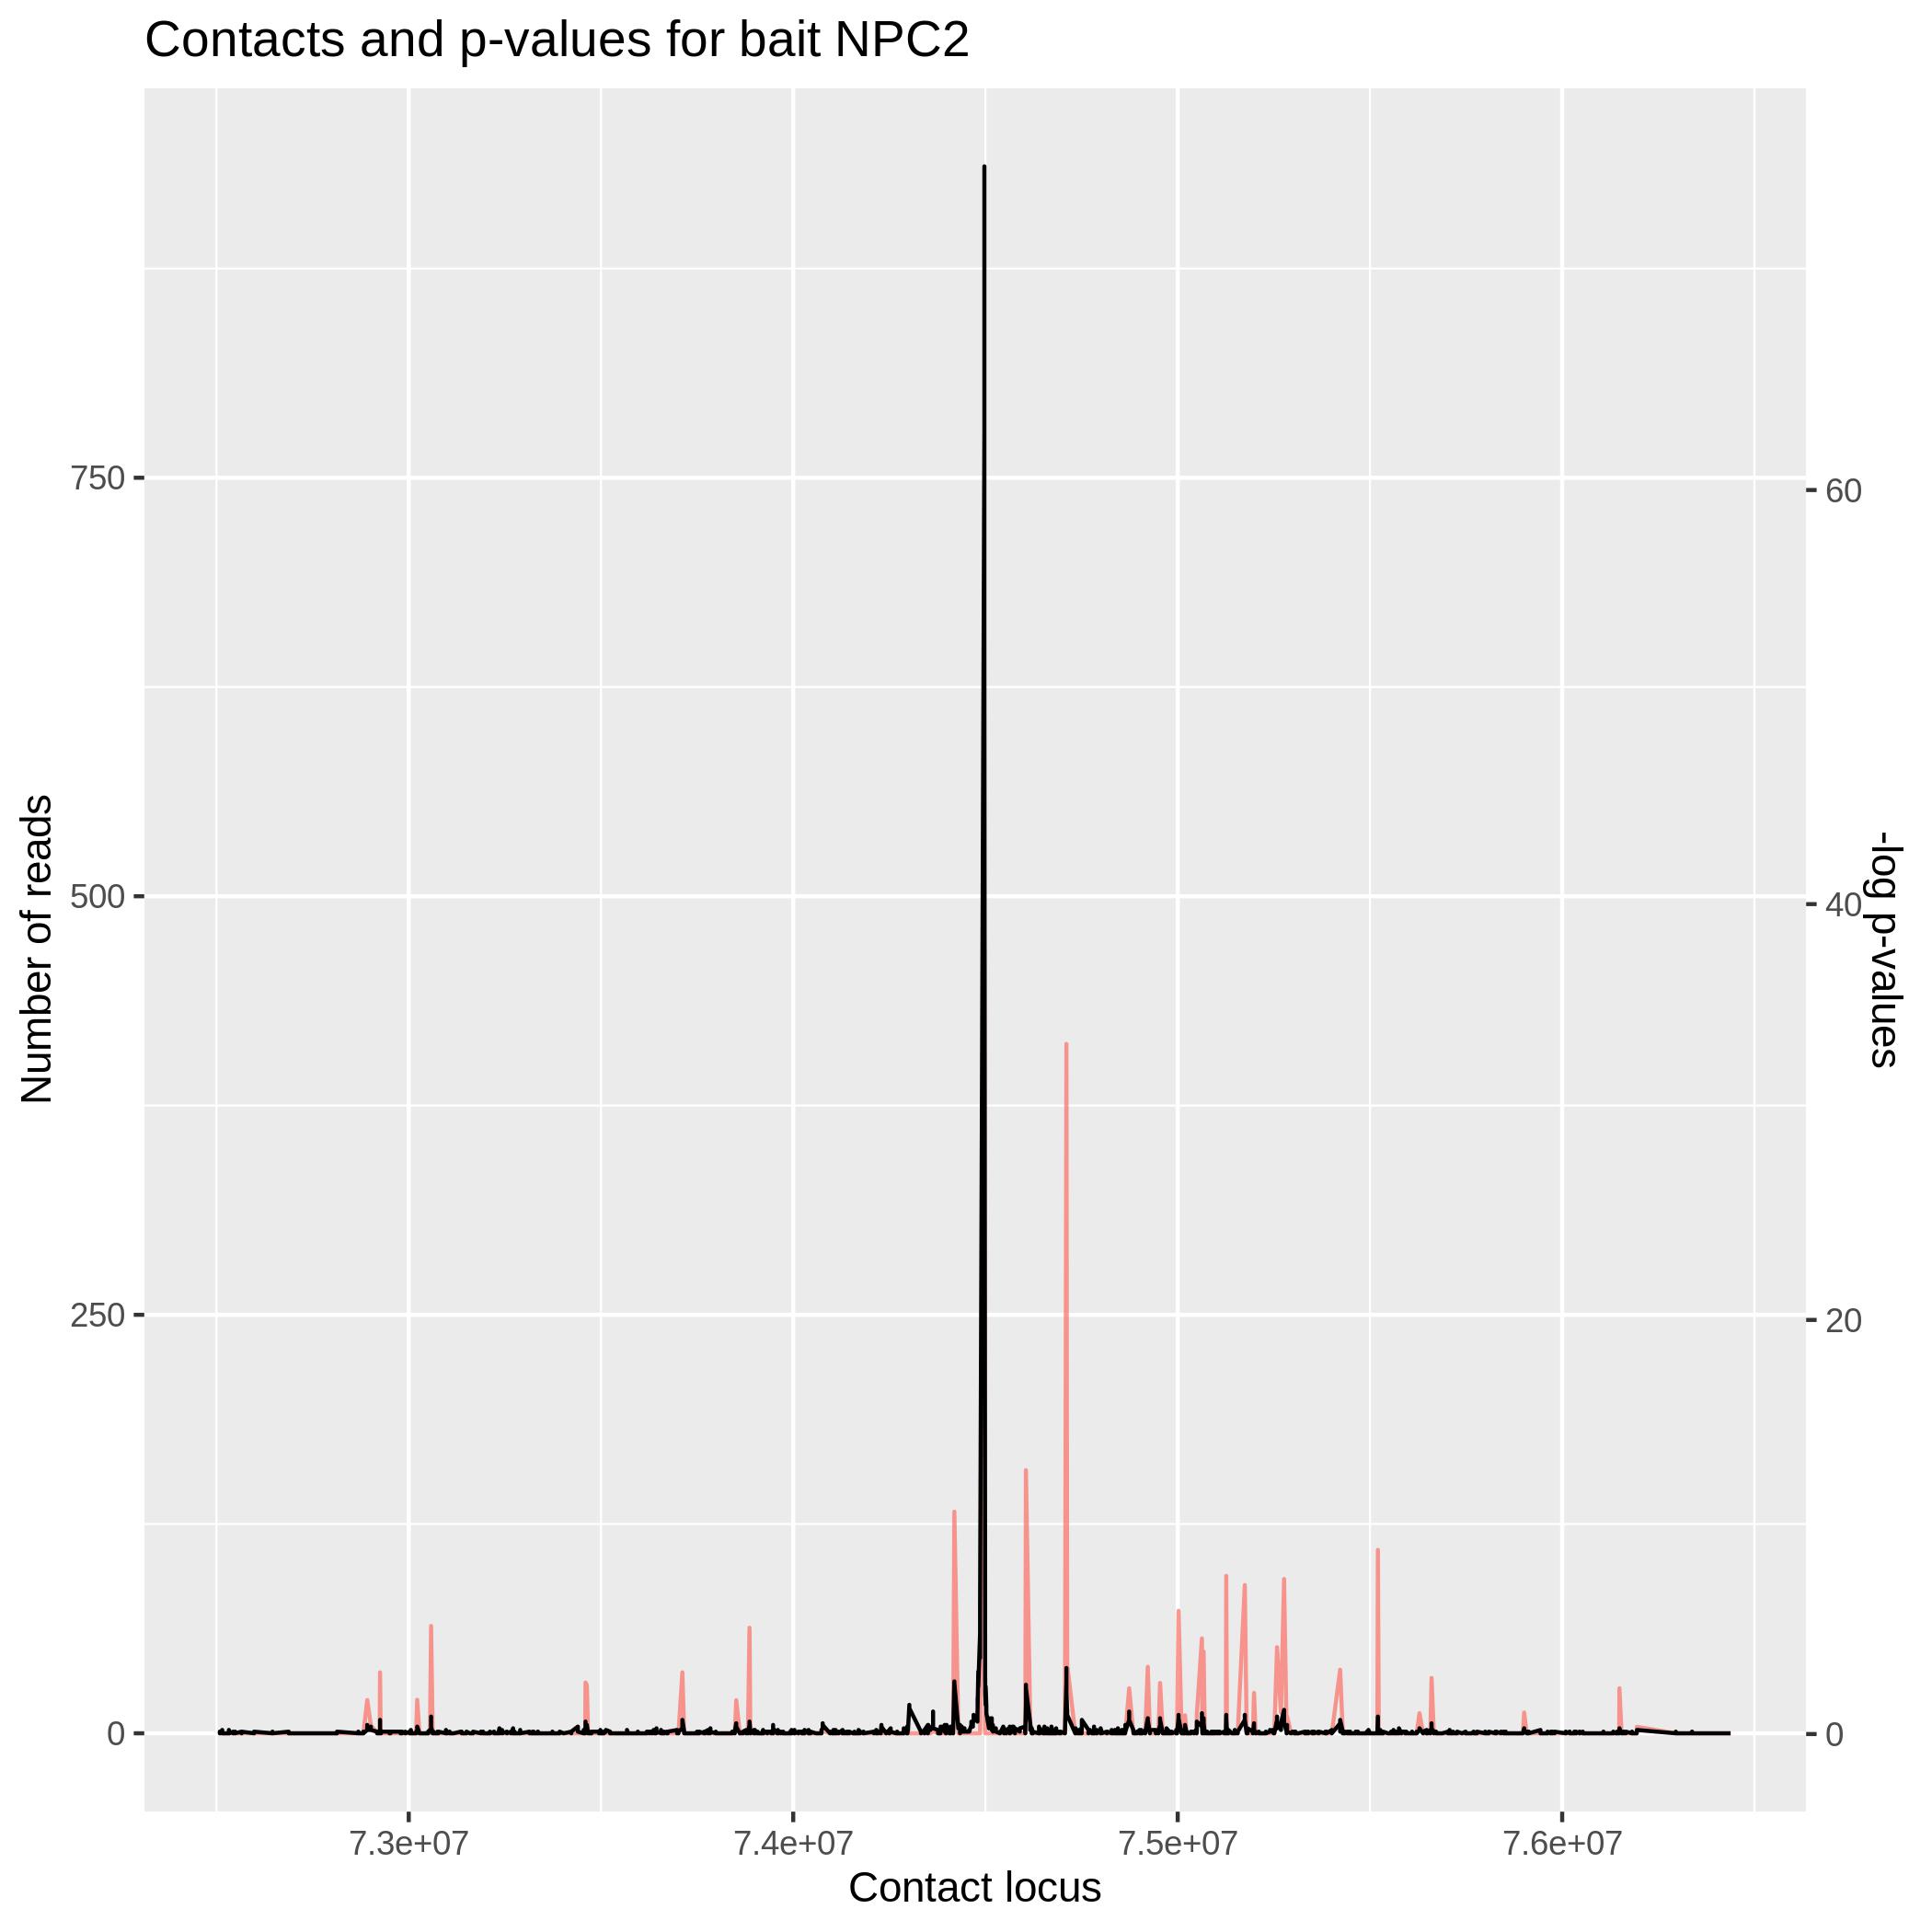 Contacts and p-values for bait NPC2
Number of reads
750
500
250
0
60
40
20
0
-log p-values
7.3e+07
7.4e+07
7.5e+07
7.6e+07
Contact locus